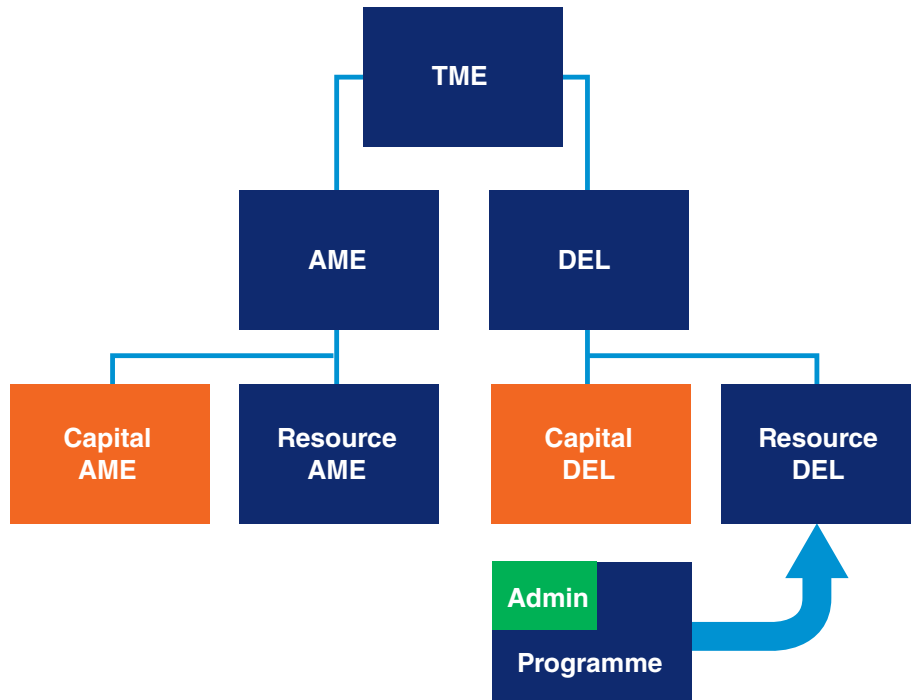 TME
AME
DEL
Capital
AME
Resource
AME
Capital
DEL
Resource
DEL
Admin
Programme